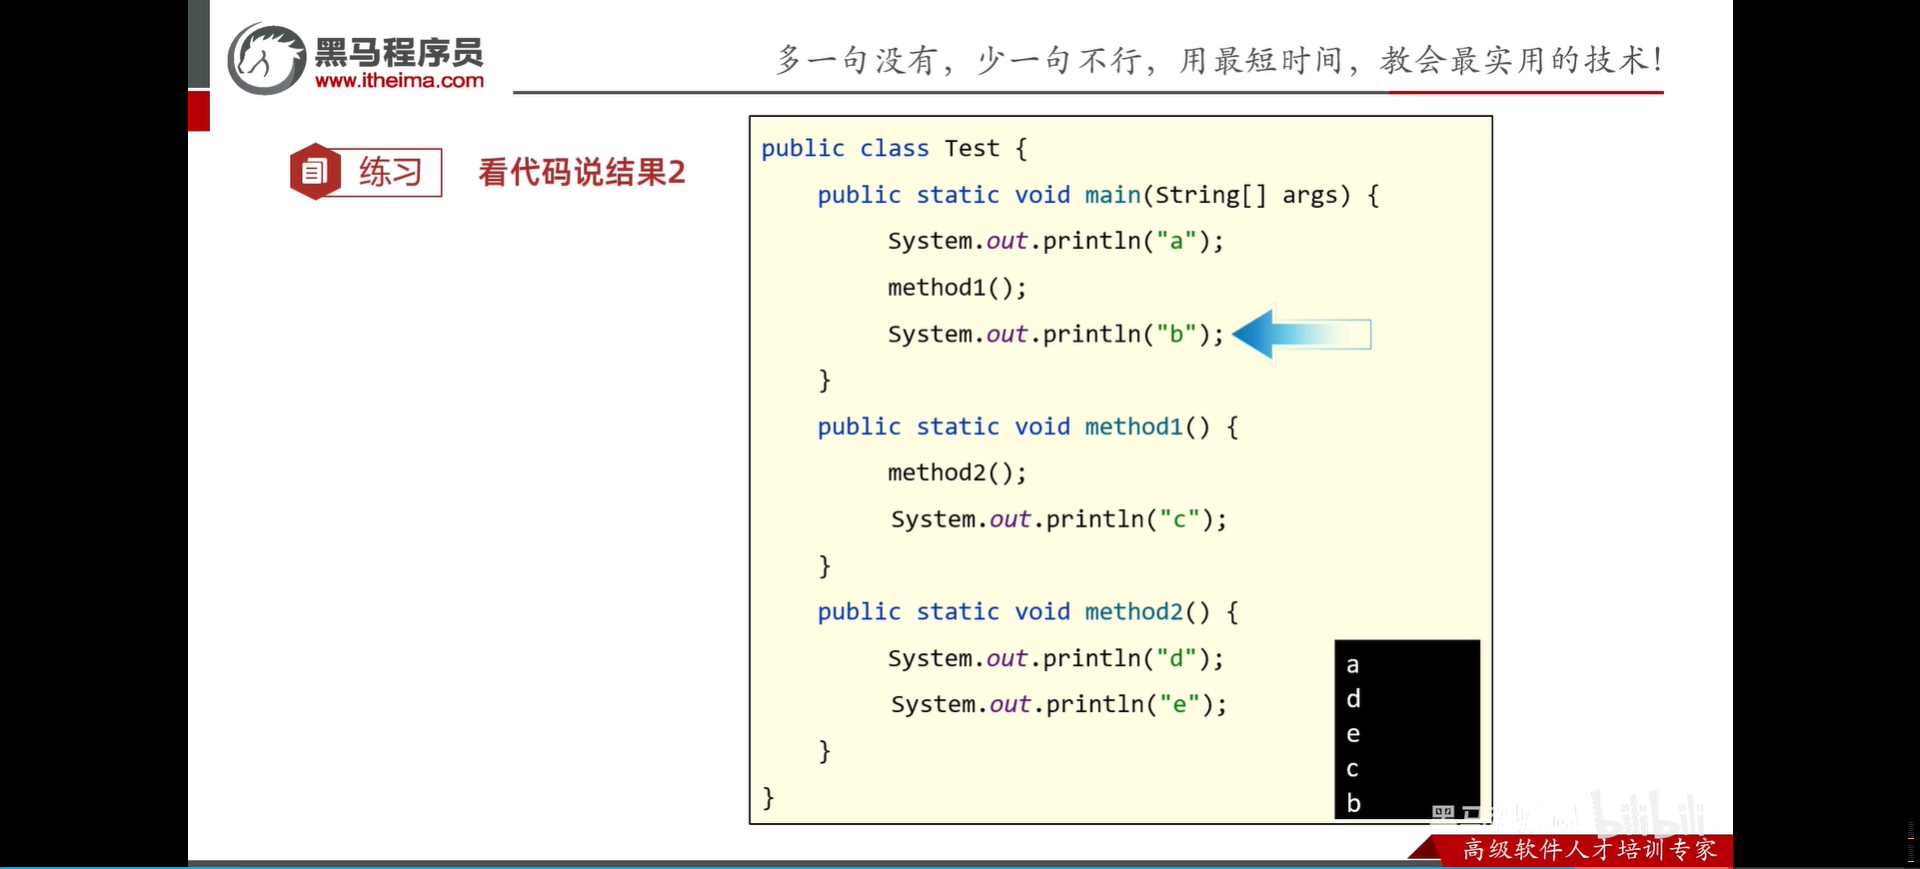 黑马程序员
www.itheima.com
多一句没有，少一句不行，用最短时间，教会最实用的技术！
练习
看代码说结果2
public class Test {
public static void main(String[] args) {
System.out.println("a");
method1();
System.out.println("b");
}
public static void method1() {
method2();
System.out.println("c");
}
public static void method2() {
System.out.println("d");
System.out.println("e");
}
}
a
d
e
c
b
bilibili
高级软件人才培训专家